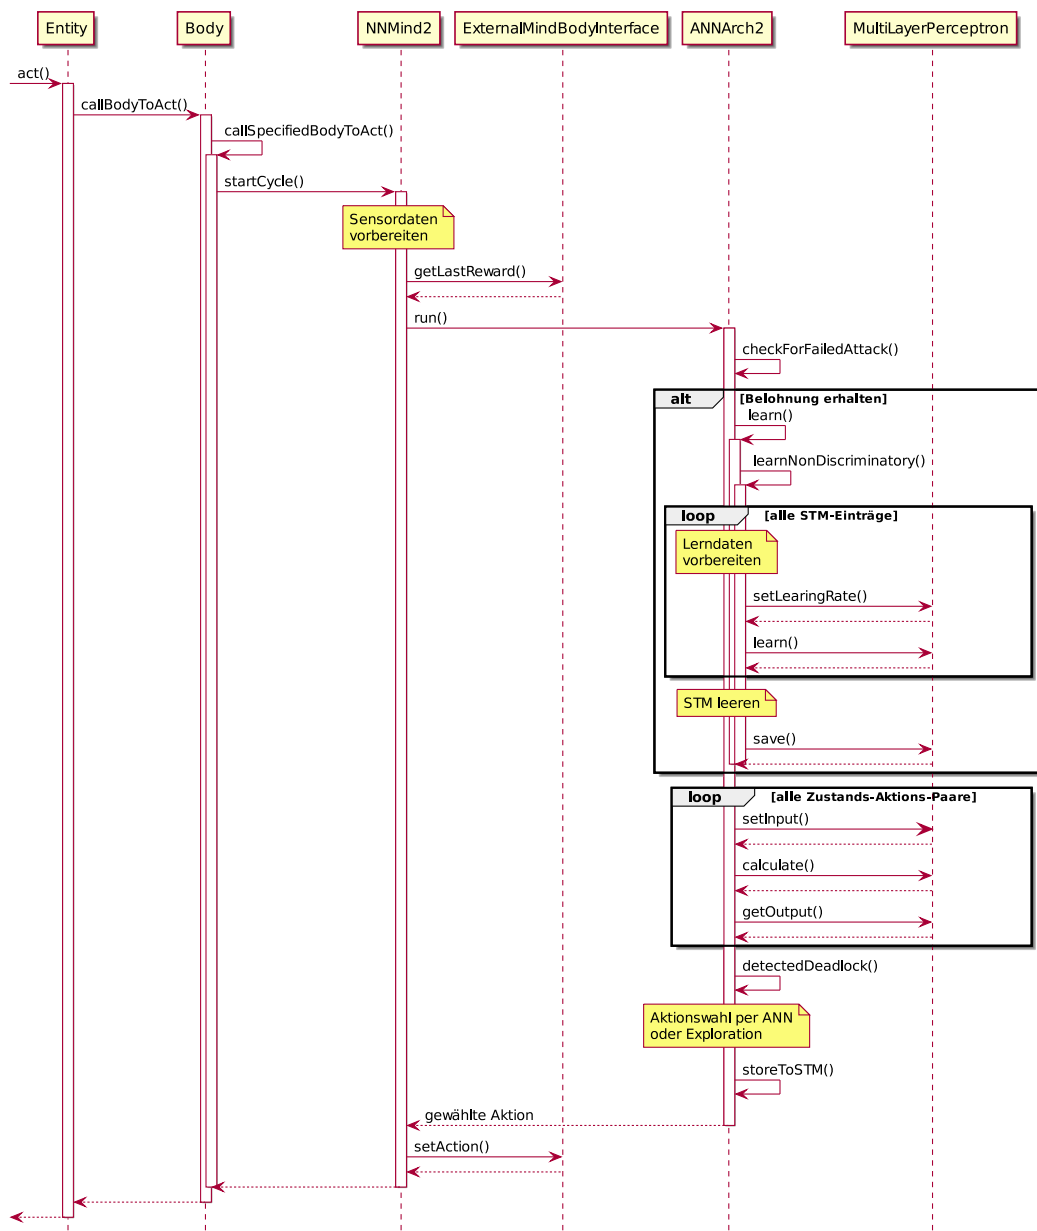 Entity
Body
NNMind2
ExternalMindBodyInterface
ANNArch2
MultiLayerPerceptron
act()
callBodyToAct()
callSpecifiedBodyToAct()
startCycle()
Sensordaten
vorbereiten
getLastReward()
run()
checkForFailedAttack()
alt [Belohnung erhalten]
learn()
learnNonDiscriminatory()
loop [alle STM-Einträge]
Lerndaten
vorbereiten
setLearingRate()
learn()
STM leeren
save()
loop [alle Zustands-Aktions-Paare]
setInput()
calculate()
getOutput()
detectedDeadlock()
Aktionswahl per ANN
oder Exploration
storeToSTM()
gewählte Aktion
setAction()